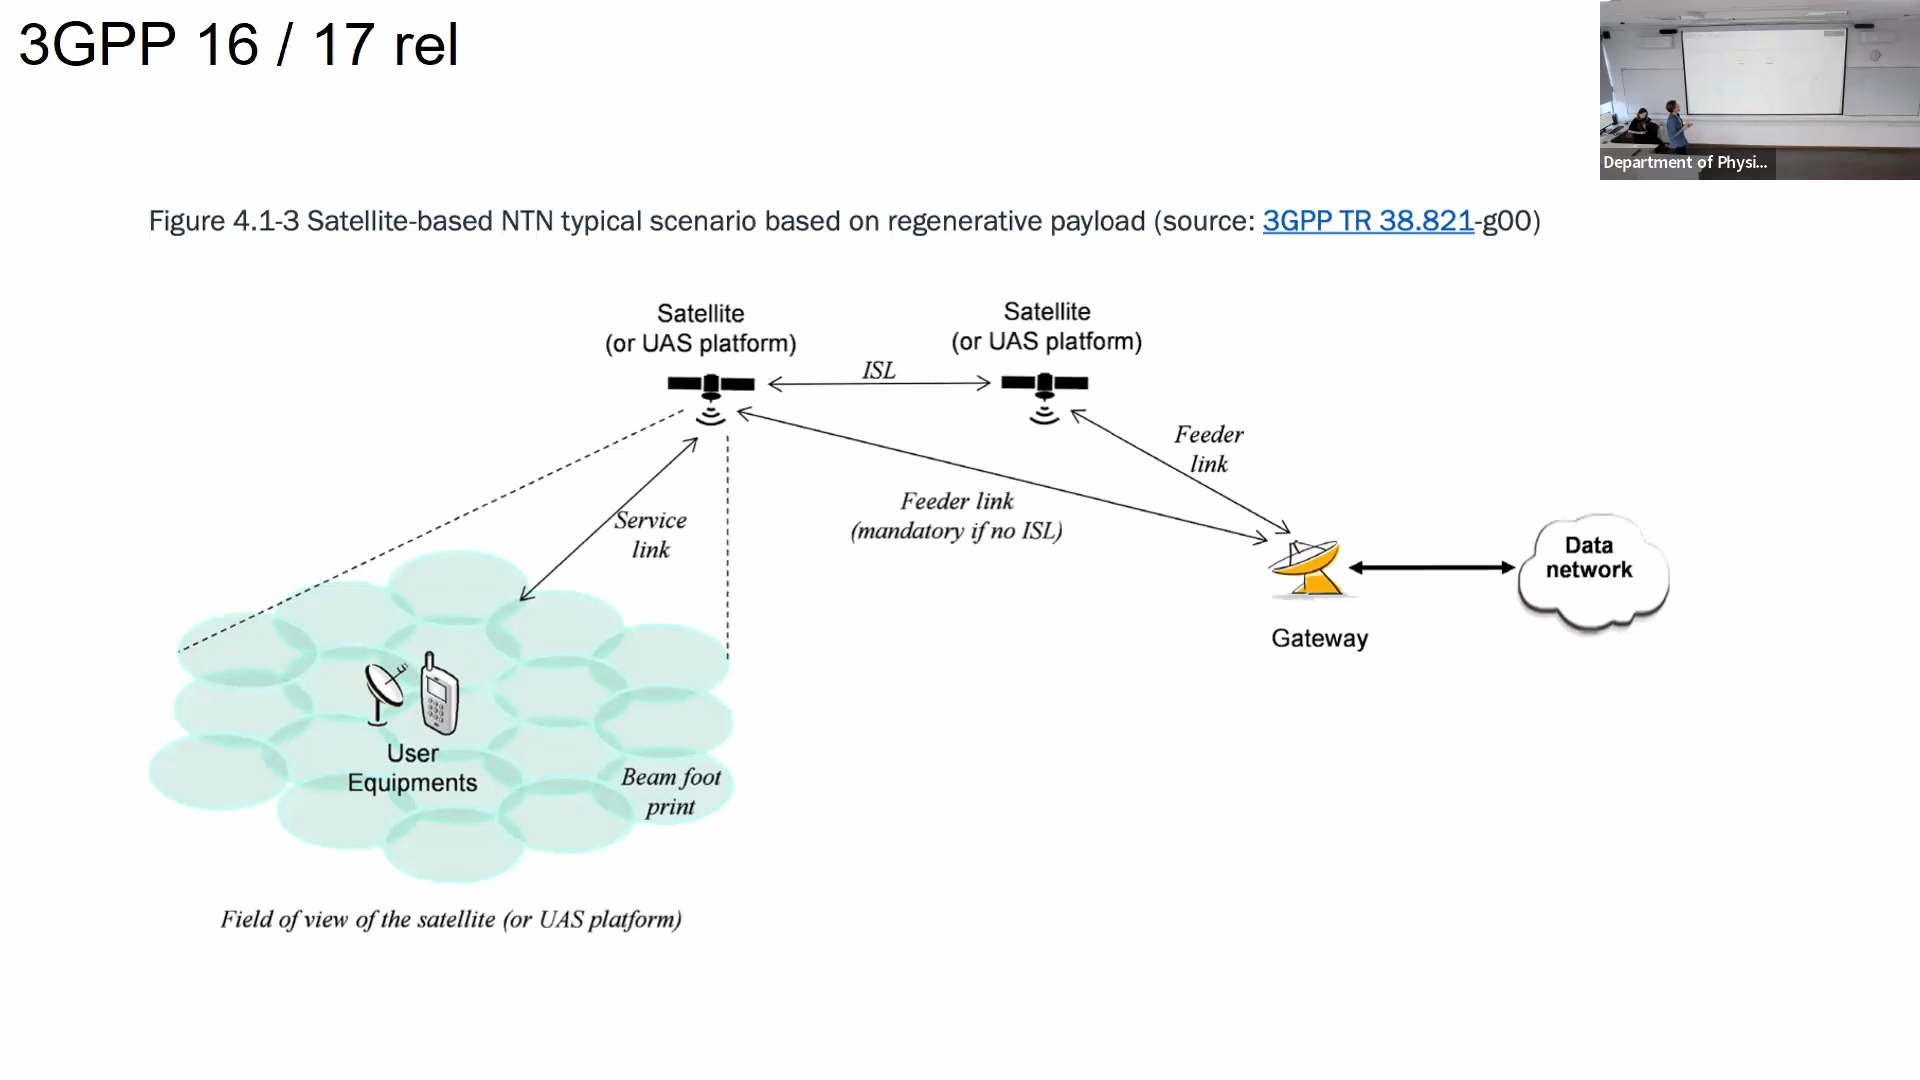 3GPP 16 / 17 rel
Department of Physi...
Figure 4.1-3 Satellite-based NTN typical scenario based on regenerative payload (source: 3GPP TR 38.821-g00)
Satellite
(or UAS platform)
Satellite
(or UAS platform)
ISL
Feeder
link
Feeder link
(mandatory if no ISL)
Service
link
Data
network
Gateway
User
Equipments
Beam foot
print
Field of view of the satellite (or UAS platform)